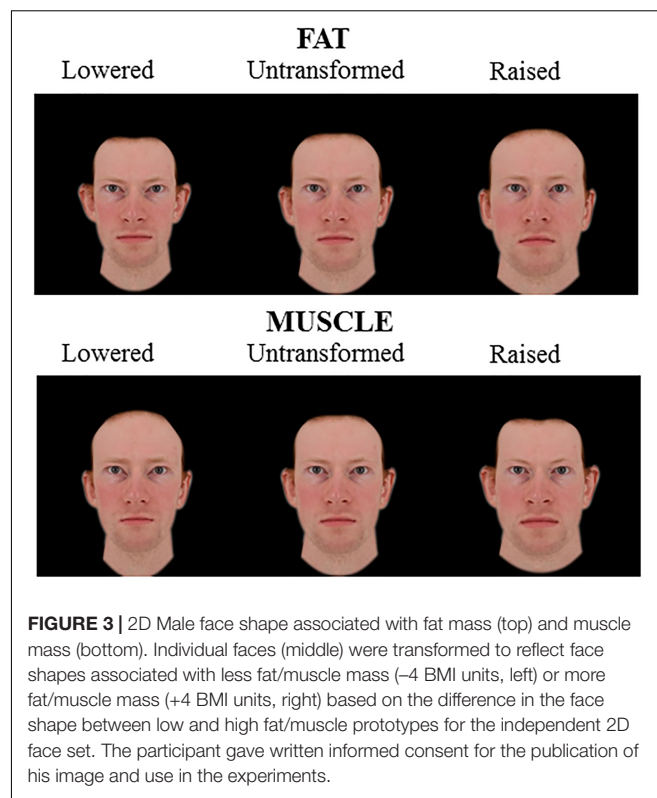 FAT
Lowered Untransformed Raised
MUSCLE
Lowered Untransformed Raised
FIGURE 3 | 2D Male face shape associated with fat mass (top) and muscle
mass (bottom). Individual faces (middle) were transformed to reflect face
shapes associated with less fat/muscle mass (–4 BMI units, left) or more
fat/muscle mass (+4 BMI units, right) based on the difference in the face
shape between low and high fat/muscle prototypes for the independent 2D
face set. The participant gave written informed consent for the publication of
his image and use in the experiments.